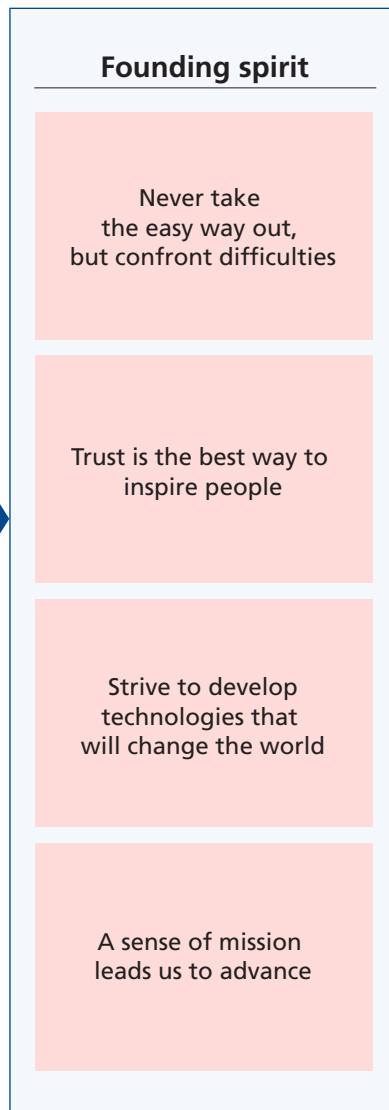 Founding spirit
Never take
the easy way out,
but confront difficulties
Trust is the best way to
inspire people
Strive to develop
technologies that
will change the world
A sense of mission
leads us to advance